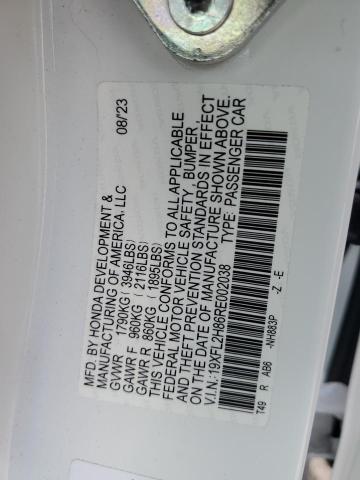 MFD. BY HONDA DEVELOPMENT & 08/23
MANUFACTURING OF AMERICA, LLC
GVWR 1790KG (3946LBS)
GAWR F 960KG (2116LBS)
GAWR R 860KG (1895LBS)
THIS VEHICLE CONFORMS TO ALL APPLICABLE
FEDERAL MOTOR VEHICLE SAFETY, BUMPER,
AND THEFT PREVENTION STANDARDS IN EFFECT
ON THE DATE OF MANUFACTURE SHOWN ABOVE.
V.I.N:19XFL2H86RE002038 TYPE: PASSENGER CAR
T49 R AB6 -NH883P -Z -E